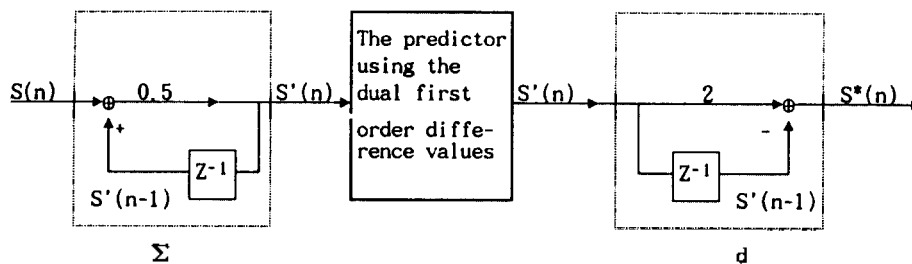 S(n)
0.5
+
Z⁻¹
S'(n-1)
S'(n)
Σ
The predictor
using the
dual first
order diffe-
rence values
S'(n)
2
-
Z⁻¹
S'(n-1)
S*(n)
d